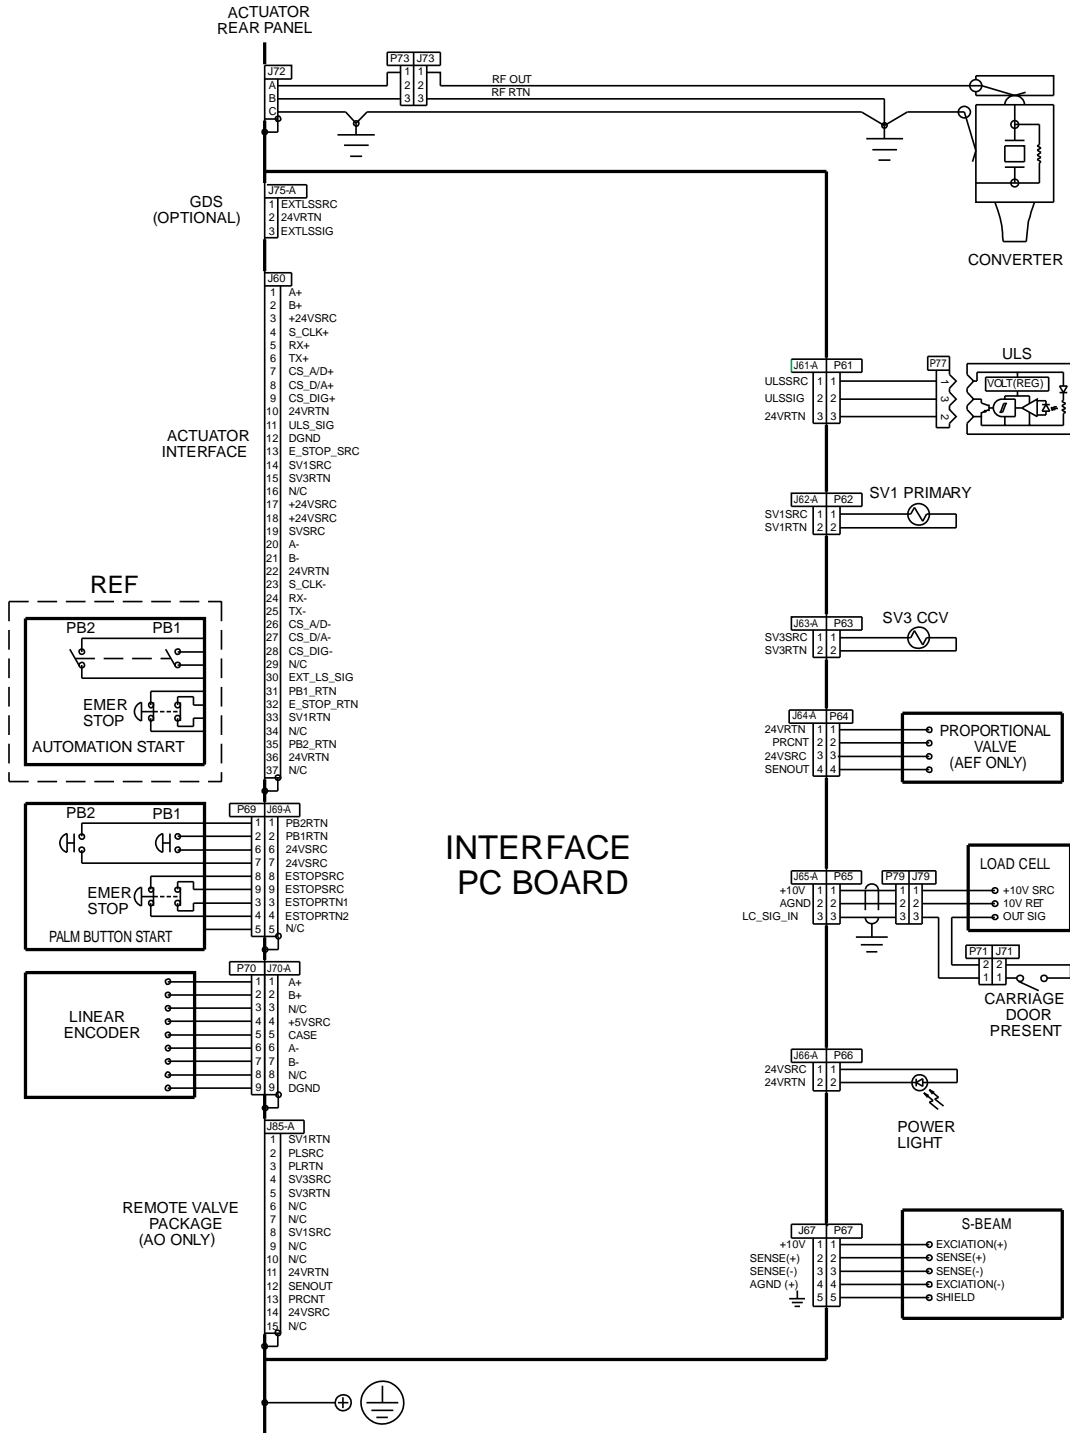 ACTUATOR
REAR PANEL
J72
A
B
C
P73 J73
1 1
2 2
3 3
RF OUT
RF RTN
CONVERTER
GDS
(OPTIONAL)
J75-A
1 EXTLSSRC
2 24VRTN
3 EXTLSSIG
ACTUATOR
INTERFACE
J60
1 A+
2 B+
3 +24VSRC
4 S_CLK+
5 RX+
6 TX+
7 CS_A/D+
8 CS_D/A+
9 CS_DIG+
10 24VRTN
11 ULS_SIG
12 DGND
13 E_STOP_SRC
14 SV1SRC
15 SV3RTN
16 N/C
17 +24VSRC
18 +24VSRC
19 SVSRC
20 A-
21 B-
22 24VRTN
23 S_CLK-
24 RX-
25 TX-
26 CS_A/D-
27 CS_D/A-
28 CS_DIG-
29 N/C
30 EXT_LS_SIG
31 PB1_RTN
32 E_STOP_RTN
33 SV1RTN
34 N/C
35 PB2_RTN
36 24VRTN
37 N/C
REF
PB2 PB1
EMER
STOP
AUTOMATION START
PB2 PB1
EMER
STOP
PALM BUTTON START
P69 J69-A
1 1 PB2RTN
2 2 PB1RTN
6 6 24VSRC
7 7 24VSRC
8 8 ESTOPSRC
9 9 ESTOPSRC
3 3 ESTOPRTN1
4 4 ESTOPRTN2
5 5 N/C
LINEAR
ENCODER
P70 J70-A
1 1 A+
2 2 B+
3 3 N/C
4 4 +5VSRC
5 5 CASE
6 6 A-
7 7 B-
8 8 N/C
9 9 DGND
REMOTE VALVE
PACKAGE
(AO ONLY)
J85-A
1 SV1RTN
2 PLSRC
3 PLRTN
4 SV3SRC
5 SV3RTN
6 N/C
7 N/C
8 SV1SRC
9 N/C
10 N/C
11 24VRTN
12 SENOUT
13 PRCNT
14 24VSRC
15 N/C
INTERFACE
PC BOARD
J61-A P61
ULSSRC 1 1
ULSSIG 2 2
24VRTN 3 3
P77
1
3
2
ULS
VOLT(REG)
J62-A P62
SV1SRC 1 1
SV1RTN 2 2
SV1 PRIMARY
J63-A P63
SV3SRC 1 1
SV3RTN 2 2
SV3 CCV
J64-A P64
24VRTN 1 1
PRCNT 2 2
24VSRC 3 3
SENOUT 4 4
PROPORTIONAL
VALVE
(AEF ONLY)
J65-A P65
+10V 1 1
AGND 2 2
LC_SIG_IN 3 3
P79 J79
1 1
2 2
3 3
LOAD CELL
+10V SRC
10V RET
OUT SIG
P71 J71
2 2
1 1
CARRIAGE
DOOR
PRESENT
J66-A P66
24VSRC 1 1
24VRTN 2 2
POWER
LIGHT
J67 P67
+10V 1 1
SENSE(+) 2 2
SENSE(-) 3 3
AGND (+) 4 4
5 5
S-BEAM
EXCIATION(+)
SENSE(+)
SENSE(-)
EXCIATION(-)
SHIELD